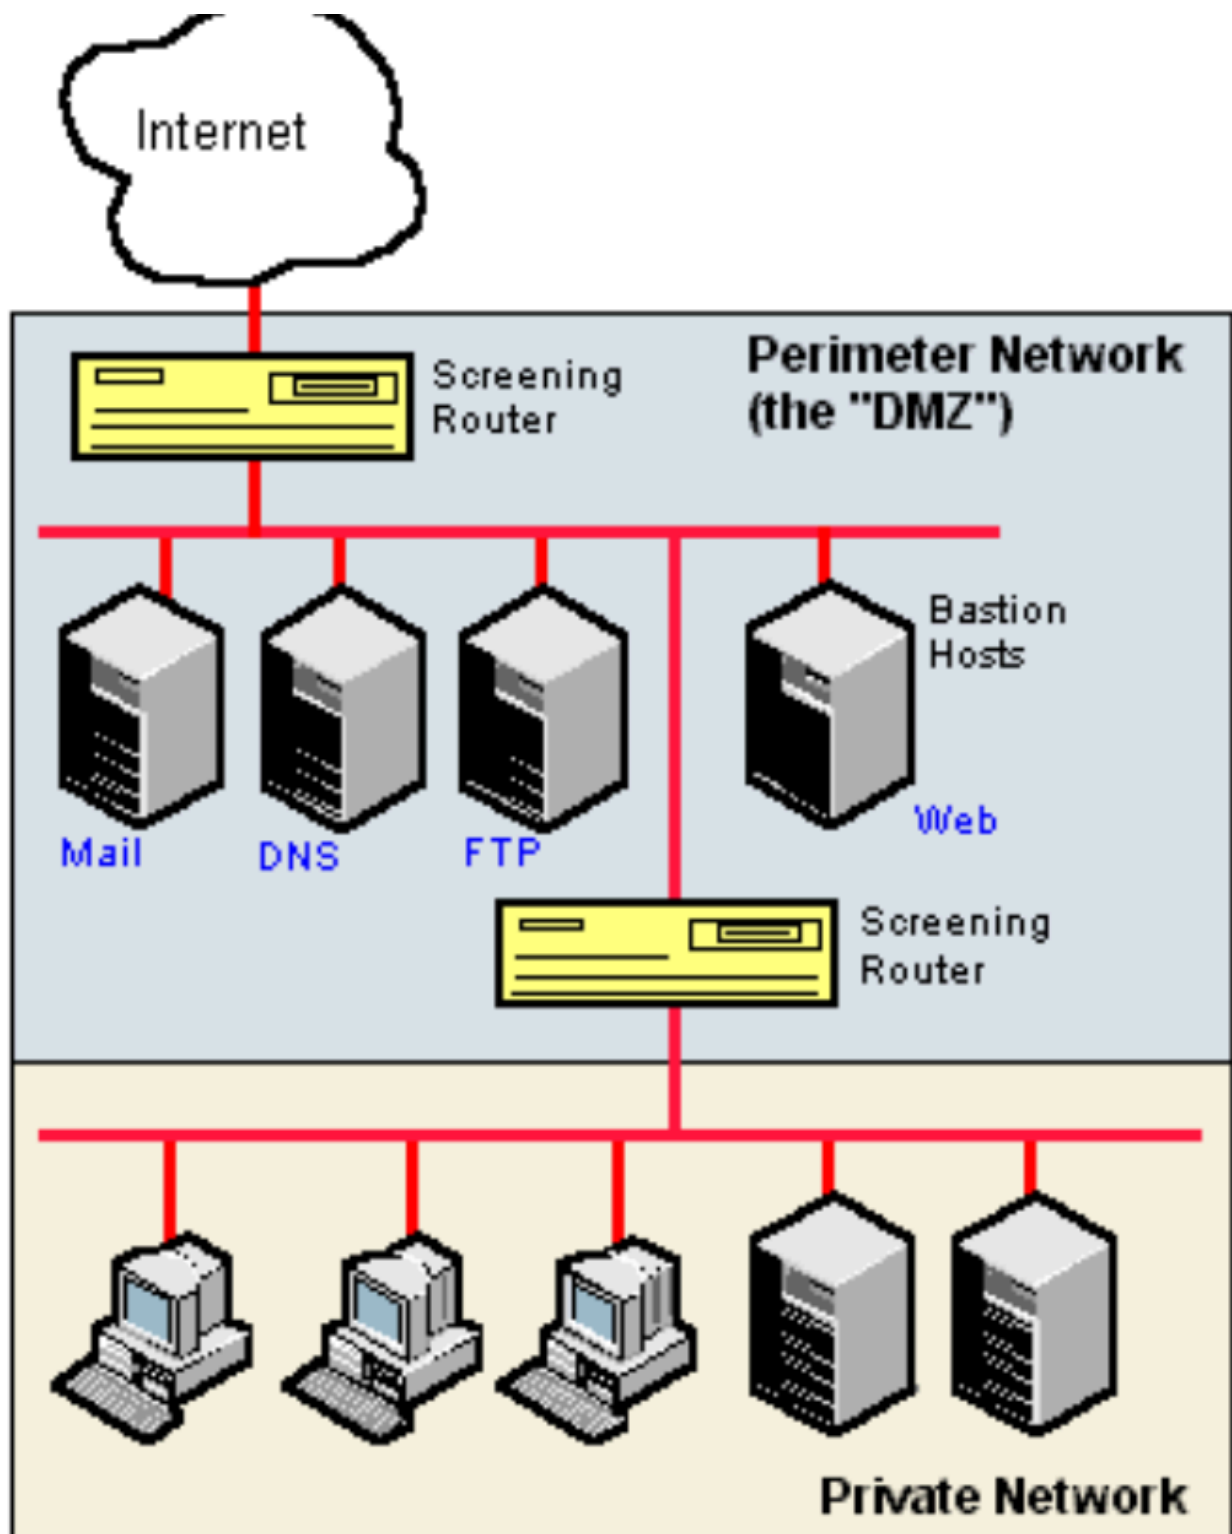 Internet
Perimeter Network
(the "DMZ")
Screening
Router
Bastion
Hosts
Mail
DNS
FTP
Web
Screening
Router
Private Network